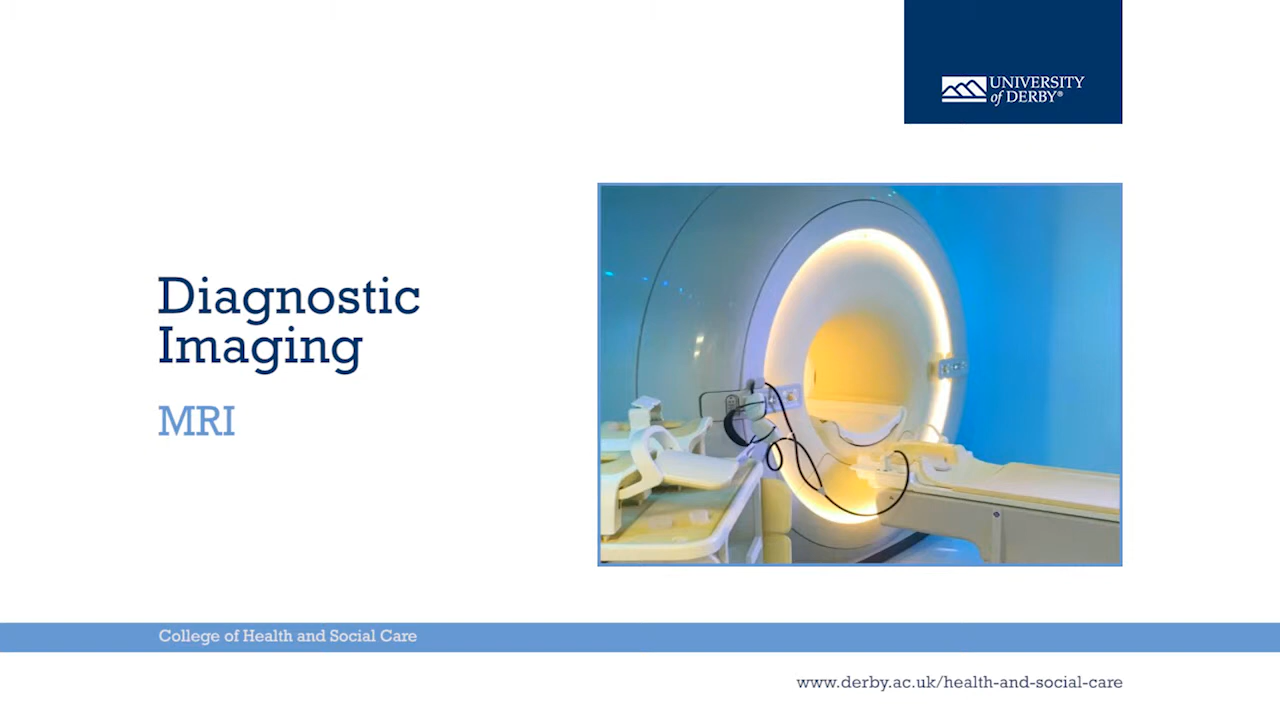 UNIVERSITY
of DERBY®
Diagnostic
Imaging
MRI
College of Health and Social Care
www.derby.ac.uk/health-and-social-care